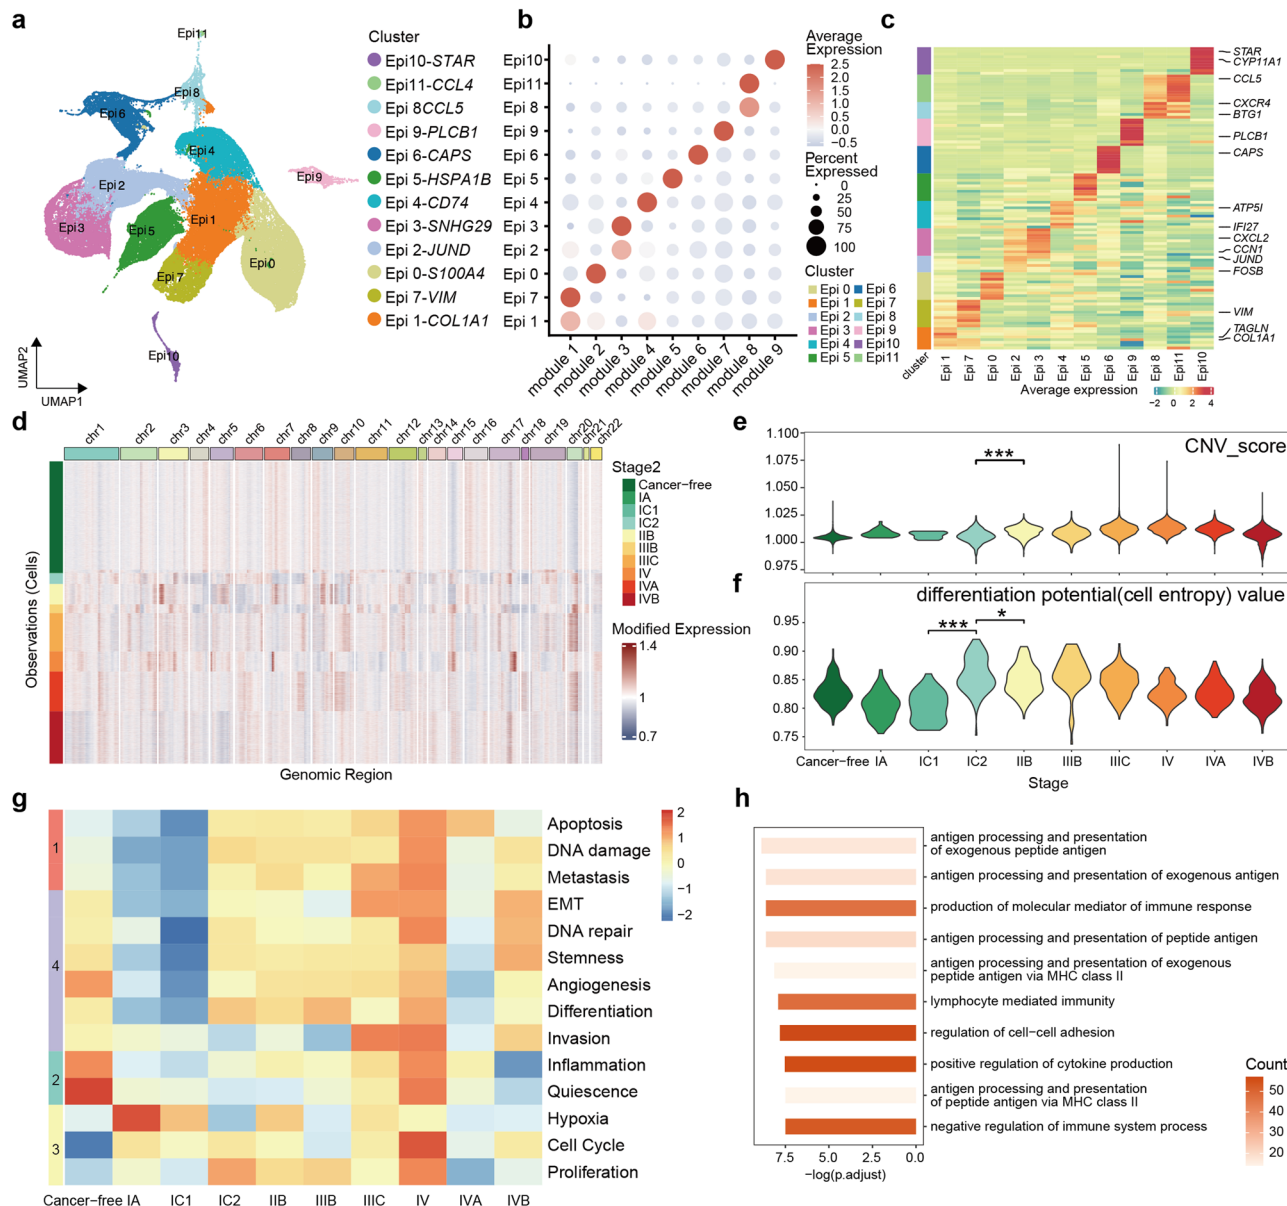 a
Epi11
Epi 8
Epi 6
Epi 4
Epi9
Epi 2
Epi 3
Epi 1
Epi 5
Epi 0
Epi 7
Epi10
UMAP2
UMAP1
Cluster
Epi10-STAR
Epi11-CCL4
Epi 8CCL5
Epi 9-PLCB1
Epi 6-CAPS
Epi 5-HSPA1B
Epi 4-CD74
Epi 3-SNHG29
Epi 2-JUND
Epi 0-S100A4
Epi 7-VIM
Epi 1-COL1A1
b
Epi10
Epi11
Epi 8
Epi 9
Epi 6
Epi 5
Epi 4
Epi 3
Epi 2
Epi 0
Epi 7
Epi 1
module 1
module 2
module 3
module 4
module 5
module 6
module 7
module 8
module 9
Average
Expression
2.5
2.0
1.5
1.0
0.5
0.0
−0.5
Percent
Expressed
0
25
50
75
100
Cluster
Epi 0
Epi 1
Epi 2
Epi 3
Epi 4
Epi 5
Epi 6
Epi 7
Epi 8
Epi 9
Epi10
Epi11
c
STAR
CYP11A1
CCL5
CXCR4
BTG1
PLCB1
CAPS
ATP5I
IFI27
CXCL2
CCN1
JUND
FOSB
VIM
TAGLN
COL1A1
cluster
Epi 1
Epi 7
Epi 0
Epi 2
Epi 3
Epi 4
Epi 5
Epi 6
Epi 9
Epi 8
Epi11
Epi10
Average expression
−2 0 2 4
d
chr1
chr2
chr3
chr4
chr5
chr6
chr7
chr8
chr9
chr10
chr11
chr12
chr13
chr14
chr15
chr16
chr17
chr18
chr19
chr20
chr21
chr22
Observations (Cells)
Genomic Region
Stage2
Cancer−free
IA
IC1
IC2
IIB
IIIB
IIIC
IV
IVA
IVB
Modified Expression
1.4
1
0.7
e
CNV_score
1.100
1.075
1.050
1.025
1.000
0.975
***
f
differentiation potential(cell entropy) value
0.95
0.90
0.85
0.80
0.75
***
*
Cancer−free IA IC1 IC2 IIB IIIB IIIC IV IVA IVB
Stage
g
1
4
2
3
Apoptosis
DNA damage
Metastasis
EMT
DNA repair
Stemness
Angiogenesis
Differentiation
Invasion
Inflammation
Quiescence
Hypoxia
Cell Cycle
Proliferation
Cancer−free IA IC1 IC2 IIB IIIB IIIC IV IVA IVB
2
1
0
−1
−2
h
antigen processing and presentation
of exogenous peptide antigen
antigen processing and presentation of exogenous antigen
production of molecular mediator of immune response
antigen processing and presentation of peptide antigen
antigen processing and presentation of exogenous
peptide antigen via MHC class II
lymphocyte mediated immunity
regulation of cell−cell adhesion
positive regulation of cytokine production
antigen processing and presentation
of peptide antigen via MHC class II
negative regulation of immune system process
7.5 5.0 2.5 0.0
−log(p.adjust)
Count
50
40
30
20